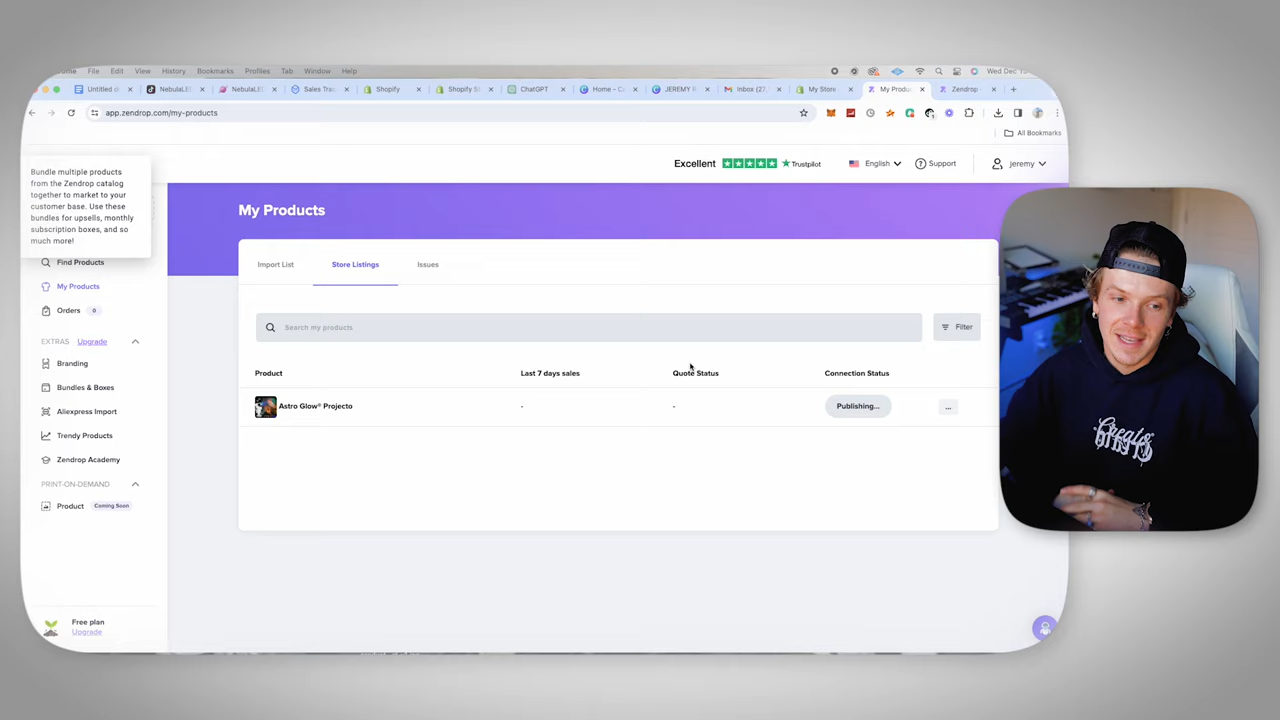 File Edit View History Bookmarks Profiles Tab Window Help
Wed Dec
Untitled NebulaLE NebulaLE Sales Tra Shopify Shopify S ChatGPT Home - Ca JEREMY Inbox (27, My Store My Produ Zendrop
app.zendrop.com/my-products
All Bookmarks
Excellent Trustpilot English Support jeremy
Bundle multiple products
from the Zendrop catalog
together to market to your
customer base. Use these
bundles for upsells, monthly
subscription boxes, and so
much more!
Find Products
My Products
Orders 0
EXTRAS Upgrade
Branding
Bundles & Boxes
Aliexpress Import
Trendy Products
Zendrop Academy
PRINT-ON-DEMAND
Product Coming Soon
Free plan
Upgrade
My Products
Import List Store Listings Issues
Search my products Filter
Product Last 7 days sales Quote Status Connection Status
Astro Glow® Projecto - - Publishing... ...
Create